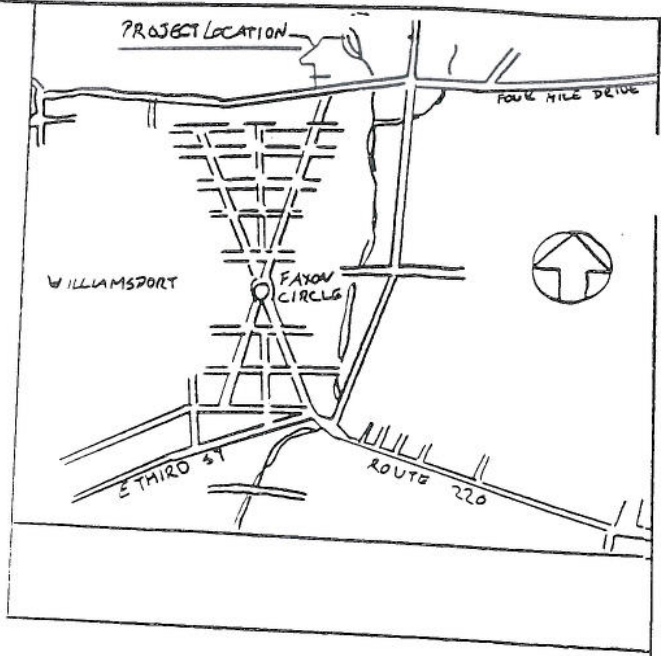 PROJECT LOCATION
FOUR MILE DRIVE
WILLIAMSPORT
FAXON
CIRCLE
E THIRD ST
ROUTE 220